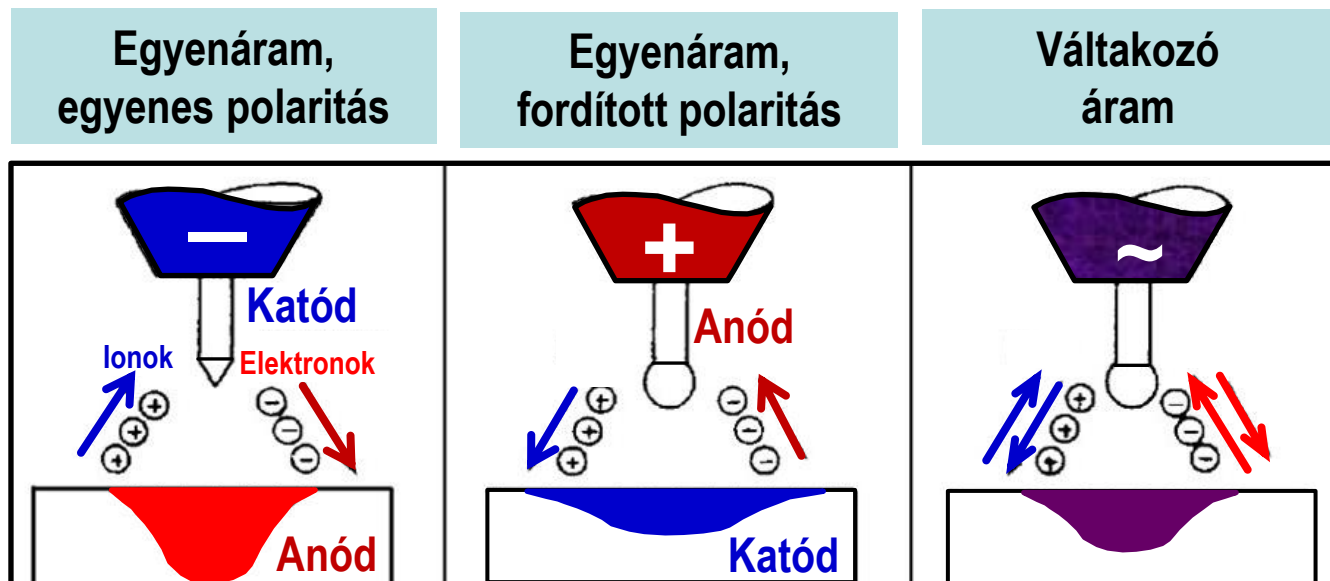 Egyenáram,
egyenes polaritás
Egyenáram,
fordított polaritás
Váltakozó
áram
—
Katód
Ionok
Elektronok
+ + +
− − −
Anód
+
Anód
+ + +
− − −
Katód
~
+ + +
− − −